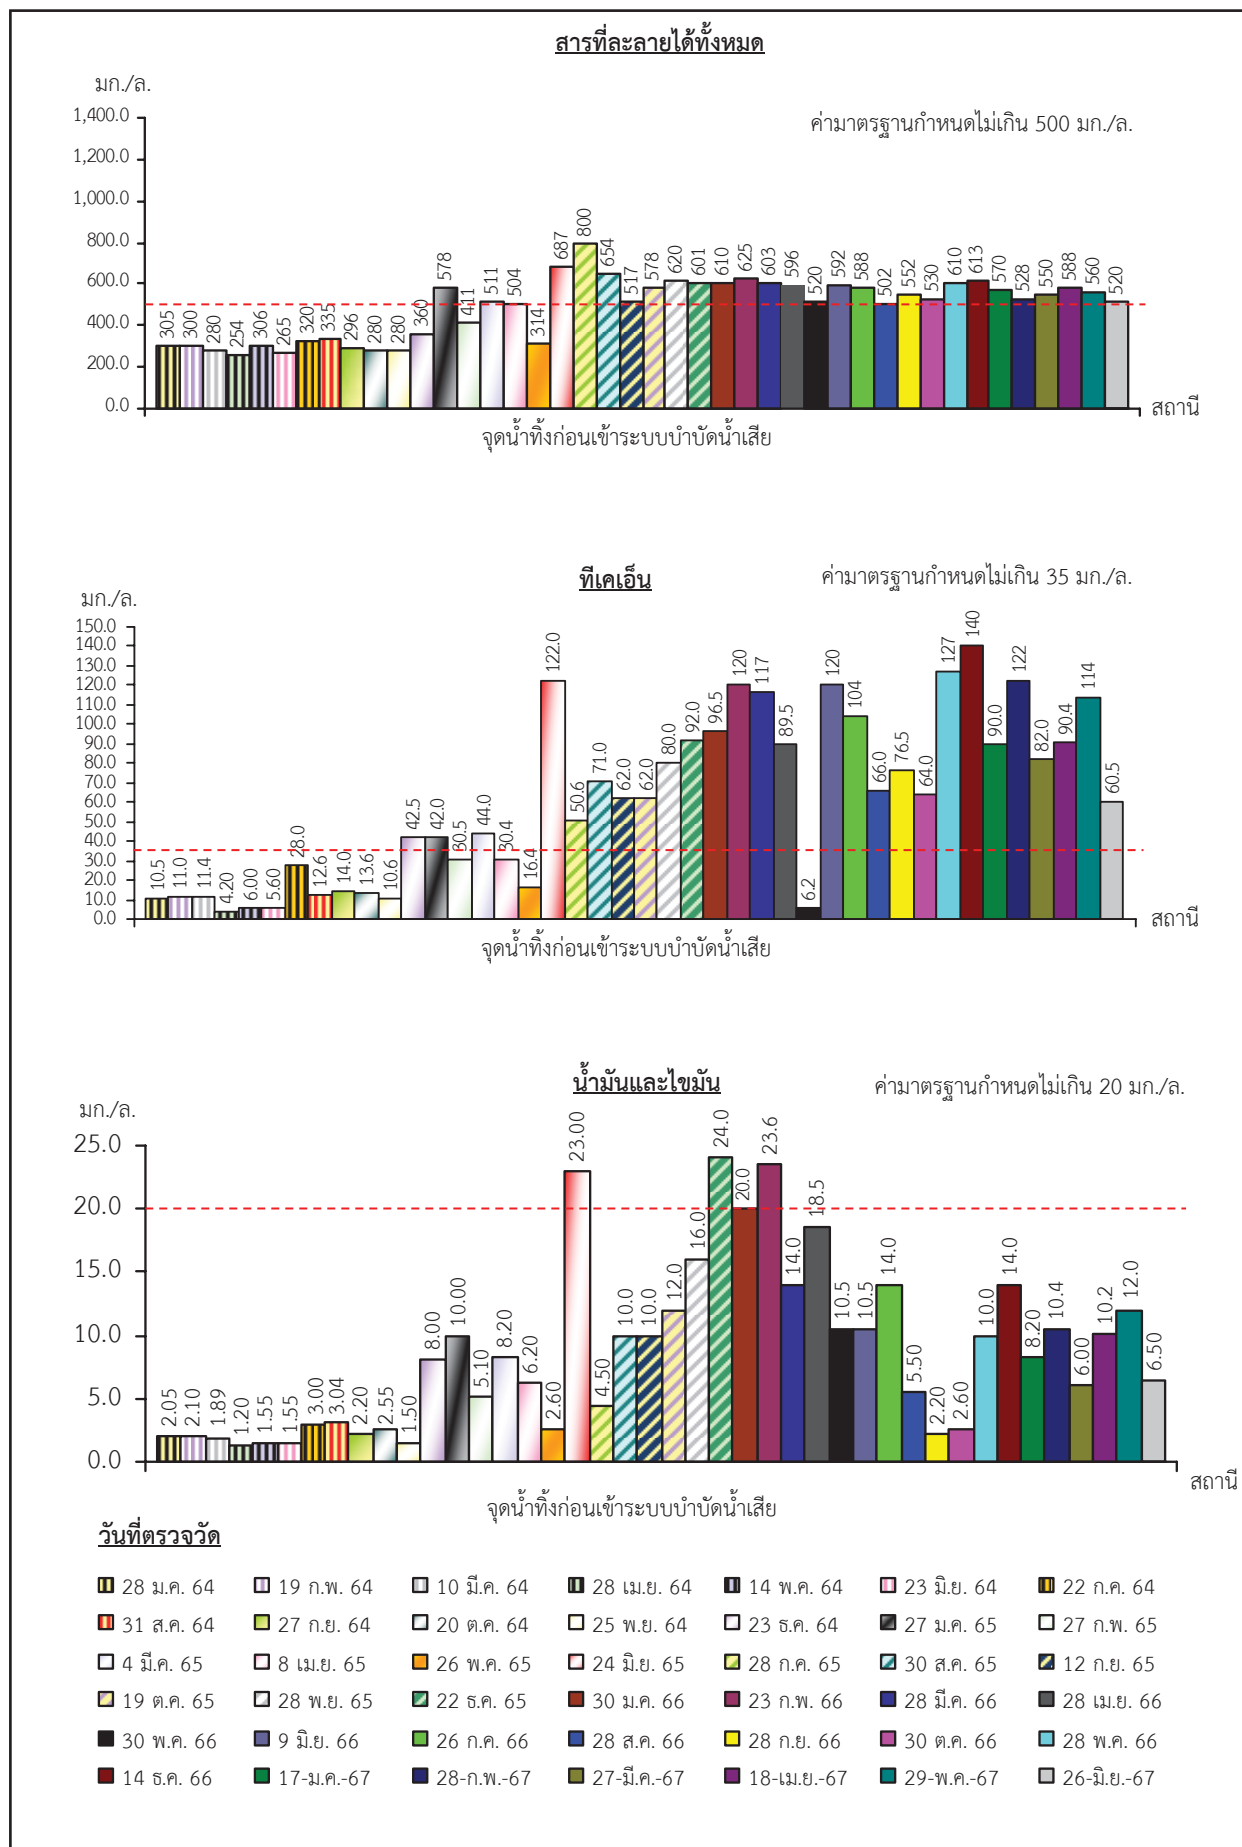 สารที่ละลายได้ทั้งหมด
มก./ล.
ค่ามาตรฐานกำหนดไม่เกิน 500 มก./ล.
1,400.0
1,200.0
1,000.0
800.0
600.0
400.0
200.0
0.0
305 300 280 254 306 265 320 335 296 280 280 360 578 411 511 504 314 687 800 654 517 578 620 601 610 625 603 596 520 592 588 502 552 530 610 613 570 528 550 588 560 520
สถานี
จุดน้ำทิ้งก่อนเข้าระบบบำบัดน้ำเสีย
ทีเคเอ็น
ค่ามาตรฐานกำหนดไม่เกิน 35 มก./ล.
มก./ล.
150.0
140.0
130.0
120.0
110.0
100.0
90.0
80.0
70.0
60.0
50.0
40.0
30.0
20.0
10.0
0.0
10.5 11.0 11.4 4.20 6.00 5.60 28.0 12.6 14.0 13.6 10.6 42.5 42.0 30.5 44.0 30.4 16.4 122.0 50.6 71.0 62.0 62.0 80.0 92.0 96.5 120 117 89.5 6.2 120 104 66.0 76.5 64.0 127 140 90.0 122 82.0 90.4 114 60.5
สถานี
จุดน้ำทิ้งก่อนเข้าระบบบำบัดน้ำเสีย
น้ำมันและไขมัน
ค่ามาตรฐานกำหนดไม่เกิน 20 มก./ล.
มก./ล.
25.0
20.0
15.0
10.0
5.0
0.0
2.05 2.10 1.89 1.20 1.55 1.55 3.00 3.04 2.20 2.55 1.50 8.00 10.00 5.10 8.20 6.20 2.60 23.00 4.50 10.0 10.0 12.0 16.0 24.0 20.0 23.6 14.0 18.5 10.5 10.5 14.0 5.50 2.20 2.60 10.0 14.0 8.20 10.4 6.00 10.2 12.0 6.50
สถานี
จุดน้ำทิ้งก่อนเข้าระบบบำบัดน้ำเสีย
วันที่ตรวจวัด
28 ม.ค. 64 19 ก.พ. 64 10 มี.ค. 64 28 เม.ย. 64 14 พ.ค. 64 23 มิ.ย. 64 22 ก.ค. 64
31 ส.ค. 64 27 ก.ย. 64 20 ต.ค. 64 25 พ.ย. 64 23 ธ.ค. 64 27 ม.ค. 65 27 ก.พ. 65
4 มี.ค. 65 8 เม.ย. 65 26 พ.ค. 65 24 มิ.ย. 65 28 ก.ค. 65 30 ส.ค. 65 12 ก.ย. 65
19 ต.ค. 65 28 พ.ย. 65 22 ธ.ค. 65 30 ม.ค. 66 23 ก.พ. 66 28 มี.ค. 66 28 เม.ย. 66
30 พ.ค. 66 9 มิ.ย. 66 26 ก.ค. 66 28 ส.ค. 66 28 ก.ย. 66 30 ต.ค. 66 28 พ.ค. 66
14 ธ.ค. 66 17-ม.ค.-67 28-ก.พ.-67 27-มี.ค.-67 18-เม.ย.-67 29-พ.ค.-67 26-มิ.ย.-67